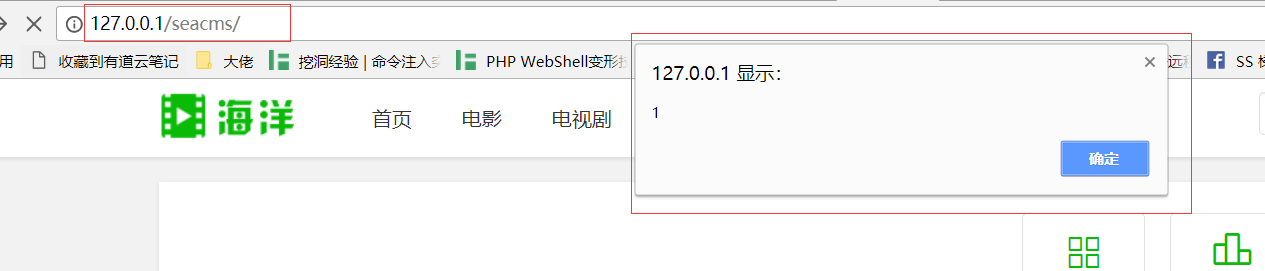 127.0.0.1/seacms/
用 收藏到有道云笔记 大佬 挖洞经验 | 命令注入 PHP WebShell变形 SS
127.0.0.1 显示：
1
确定
海洋 首页 电影 电视剧